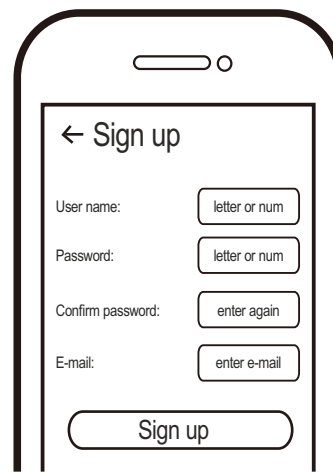 ← Sign up
User name: letter or num
Password: letter or num
Confirm password: enter again
E-mail: enter e-mail
Sign up